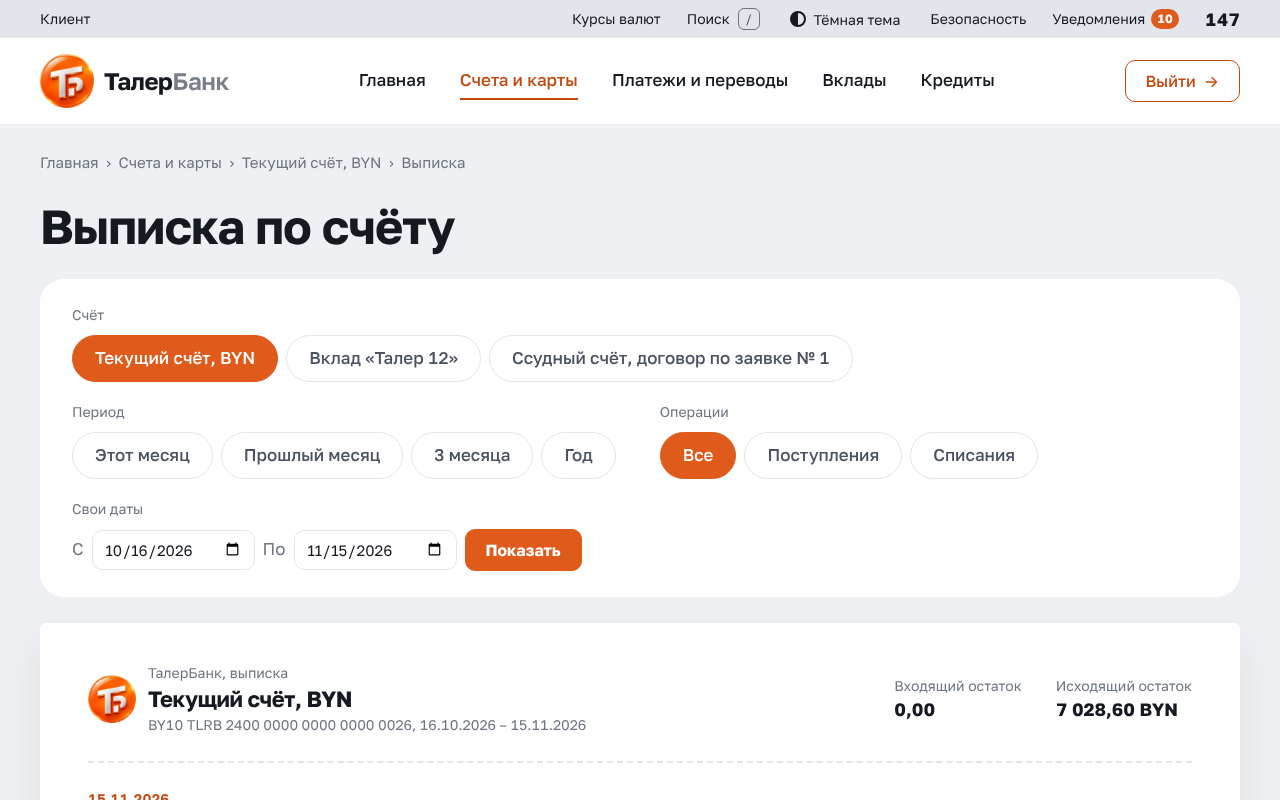 Клиент
Курсы валют
Поиск /
Тёмная тема
Безопасность
Уведомления 10
147
ТалерБанк
Главная
Счета и карты
Платежи и переводы
Вклады
Кредиты
Выйти →
Главная › Счета и карты › Текущий счёт, BYN › Выписка
Выписка по счёту
Счёт
Текущий счёт, BYN
Вклад «Талер 12»
Ссудный счёт, договор по заявке № 1
Период
Этот месяц
Прошлый месяц
3 месяца
Год
Операции
Все
Поступления
Списания
Свои даты
С 10/16/2026 По 11/15/2026 Показать
ТалерБанк, выписка
Текущий счёт, BYN
BY10 TLRB 2400 0000 0000 0000 0026, 16.10.2026 – 15.11.2026
Входящий остаток
0,00
Исходящий остаток
7 028,60 BYN
15.11.2026